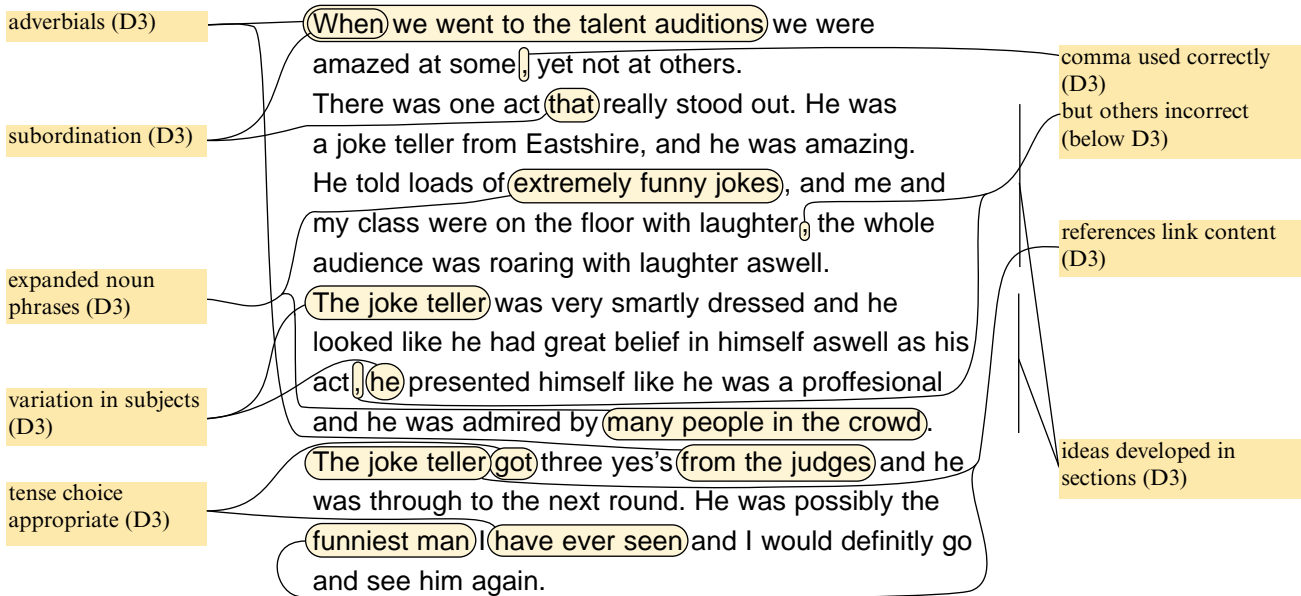 adverbials (D3)
subordination (D3)
expanded noun
phrases (D3)
variation in subjects
(D3)
tense choice
appropriate (D3)
When we went to the talent auditions we were
amazed at some, yet not at others.
There was one act that really stood out. He was
a joke teller from Eastshire, and he was amazing.
He told loads of extremely funny jokes, and me and
my class were on the floor with laughter, the whole
audience was roaring with laughter aswell.
The joke teller was very smartly dressed and he
looked like he had great belief in himself aswell as his
act, he presented himself like he was a proffesional
and he was admired by many people in the crowd.
The joke teller got three yes's from the judges and he
was through to the next round. He was possibly the
funniest man I have ever seen and I would definitly go
and see him again.
comma used correctly
(D3)
but others incorrect
(below D3)
references link content
(D3)
ideas developed in
sections (D3)